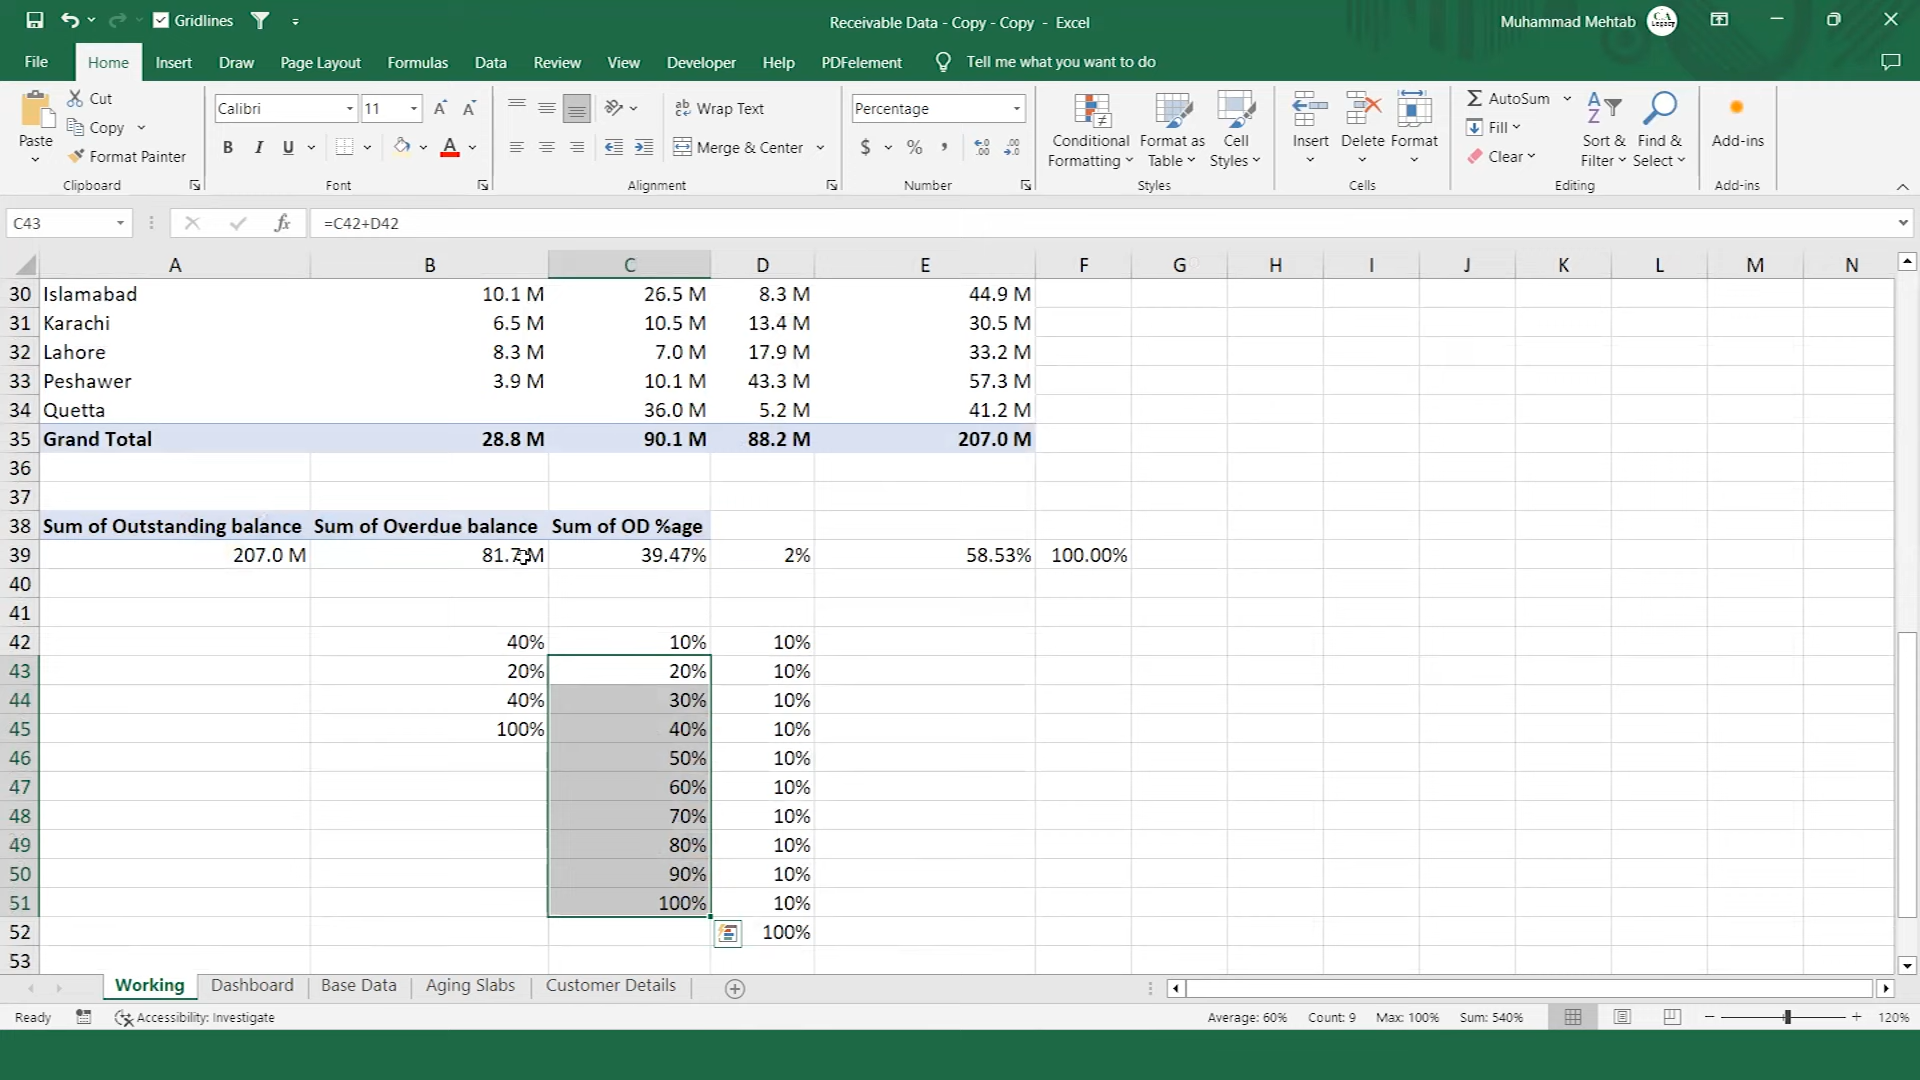 Gridlines
Receivable Data - Copy - Copy - Excel
Muhammad Mehtab
File Home Insert Draw Page Layout Formulas Data Review View Developer Help PDFelement Tell me what you want to do
Paste
Cut
Copy
Format Painter
Clipboard
Calibri 11
B I U A
Font
Wrap Text
Merge & Center
Alignment
Percentage
$ % ,
Number
Conditional Formatting
Format as Table
Cell Styles
Styles
Insert
Delete
Format
Cells
AutoSum
Fill
Clear
Sort & Filter
Find & Select
Editing
Add-ins
Add-ins
C43 fx =C42+D42
A B C D E F G H I J K L M N
30 Islamabad 10.1 M 26.5 M 8.3 M 44.9 M
31 Karachi 6.5 M 10.5 M 13.4 M 30.5 M
32 Lahore 8.3 M 7.0 M 17.9 M 33.2 M
33 Peshawer 3.9 M 10.1 M 43.3 M 57.3 M
34 Quetta 36.0 M 5.2 M 41.2 M
35 Grand Total 28.8 M 90.1 M 88.2 M 207.0 M
36
37
38 Sum of Outstanding balance Sum of Overdue balance Sum of OD %age
39 207.0 M 81.7 M 39.47% 2% 58.53% 100.00%
40
41
42 40% 10% 10%
43 20% 20% 10%
44 40% 30% 10%
45 100% 40% 10%
46 50% 10%
47 60% 10%
48 70% 10%
49 80% 10%
50 90% 10%
51 100% 10%
52 100%
53
Working Dashboard Base Data Aging Slabs Customer Details
Ready Accessibility: Investigate Average: 60% Count: 9 Max: 100% Sum: 540% 120%